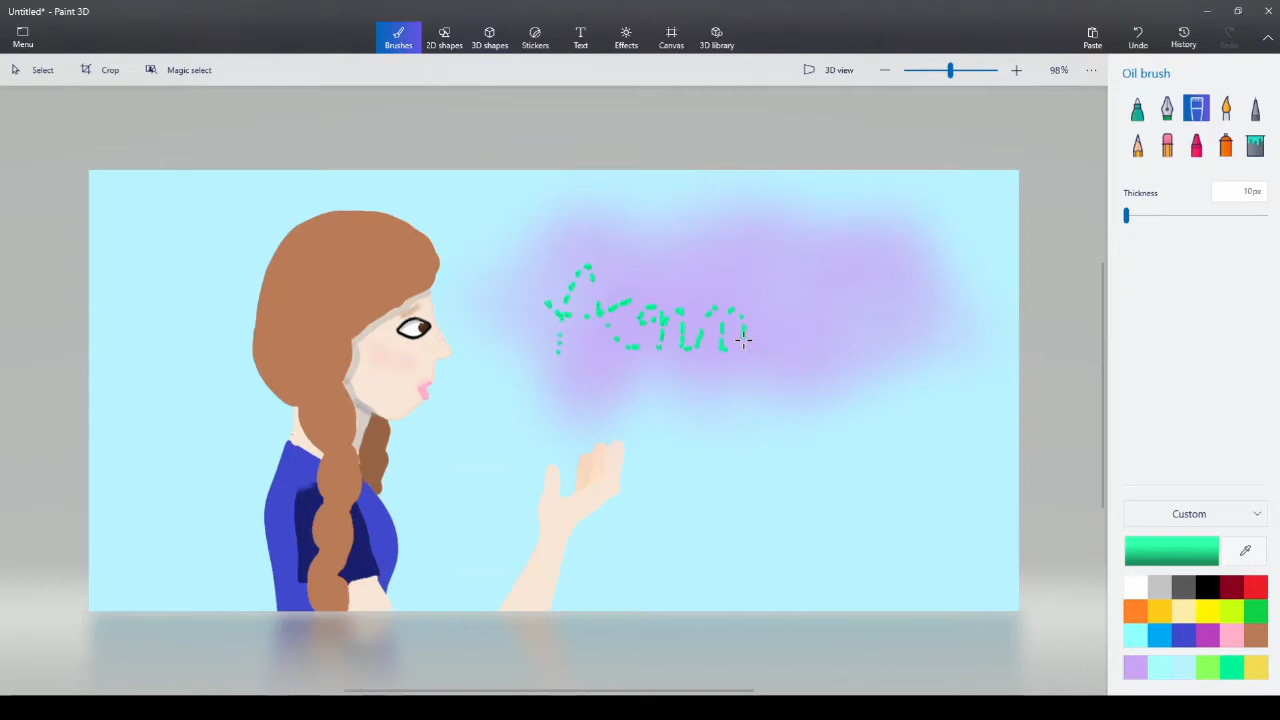 Untitled* - Paint 3D
Menu
Brushes
2D shapes
3D shapes
Stickers
Text
Effects
Canvas
3D library
Paste
Undo
History
Redo
Select
Crop
Magic select
3D view
98%
Oil brush
Thickness
10px
Custom